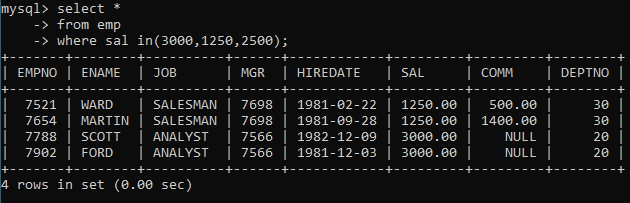 mysql> select *
    -> from emp
    -> where sal in(3000,1250,2500);
+-------+--------+----------+------+------------+---------+---------+--------+
| EMPNO | ENAME  | JOB      | MGR  | HIREDATE   | SAL     | COMM    | DEPTNO |
+-------+--------+----------+------+------------+---------+---------+--------+
|  7521 | WARD   | SALESMAN | 7698 | 1981-02-22 | 1250.00 |  500.00 |     30 |
|  7654 | MARTIN | SALESMAN | 7698 | 1981-09-28 | 1250.00 | 1400.00 |     30 |
|  7788 | SCOTT  | ANALYST  | 7566 | 1982-12-09 | 3000.00 |    NULL |     20 |
|  7902 | FORD   | ANALYST  | 7566 | 1981-12-03 | 3000.00 |    NULL |     20 |
+-------+--------+----------+------+------------+---------+---------+--------+
4 rows in set (0.00 sec)